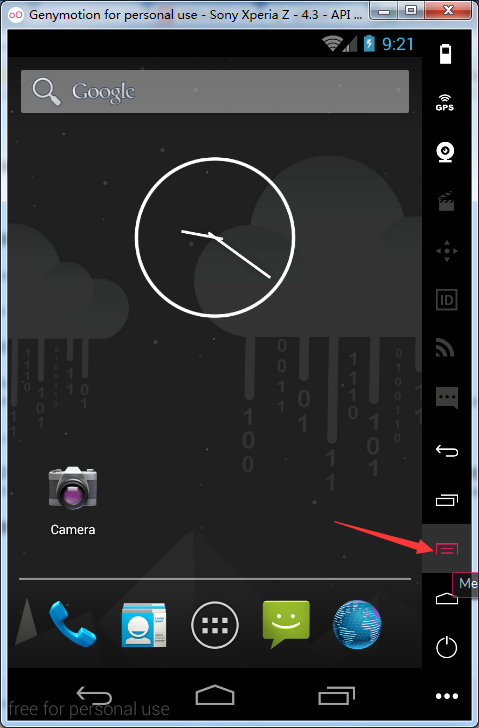 Genymotion for personal use - Sony Xperia Z - 4.3 - API ...
9:21
Google
GPS
ID
Camera
Me
free for personal use